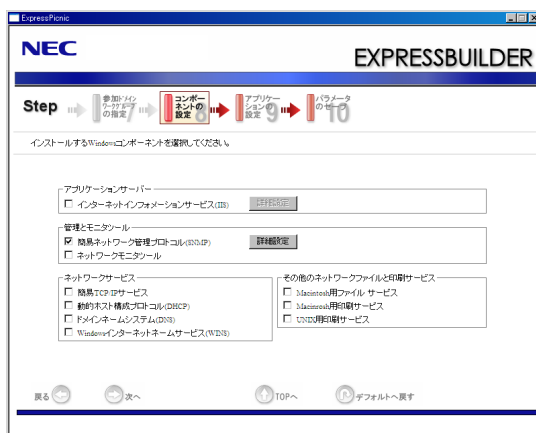 ExpressPicnic
NEC
EXPRESSBUILDER
Step
参加ドメイン
ワークグループ
の指定
7
コンポー
ネントの
設定
8
アプリケー
ションの
設定
9
パラメータ
のセーブ
10
インストールするWindowsコンポーネントを選択してください。
アプリケーションサーバー
インターネットインフォメーションサービス(IIS)
詳細設定
管理とモニタツール
簡易ネットワーク管理プロトコル(SNMP)
詳細設定
ネットワークモニタツール
ネットワークサービス
簡易TCP/IPサービス
動的ホスト構成プロトコル(DHCP)
ドメインネームシステム(DNS)
Windowsインターネットネームサービス(WINS)
その他のネットワークファイルと印刷サービス
Macintosh用ファイル サービス
Macintosh用印刷サービス
UNIX用印刷サービス
戻る
次へ
TOPへ
デフォルトへ戻す